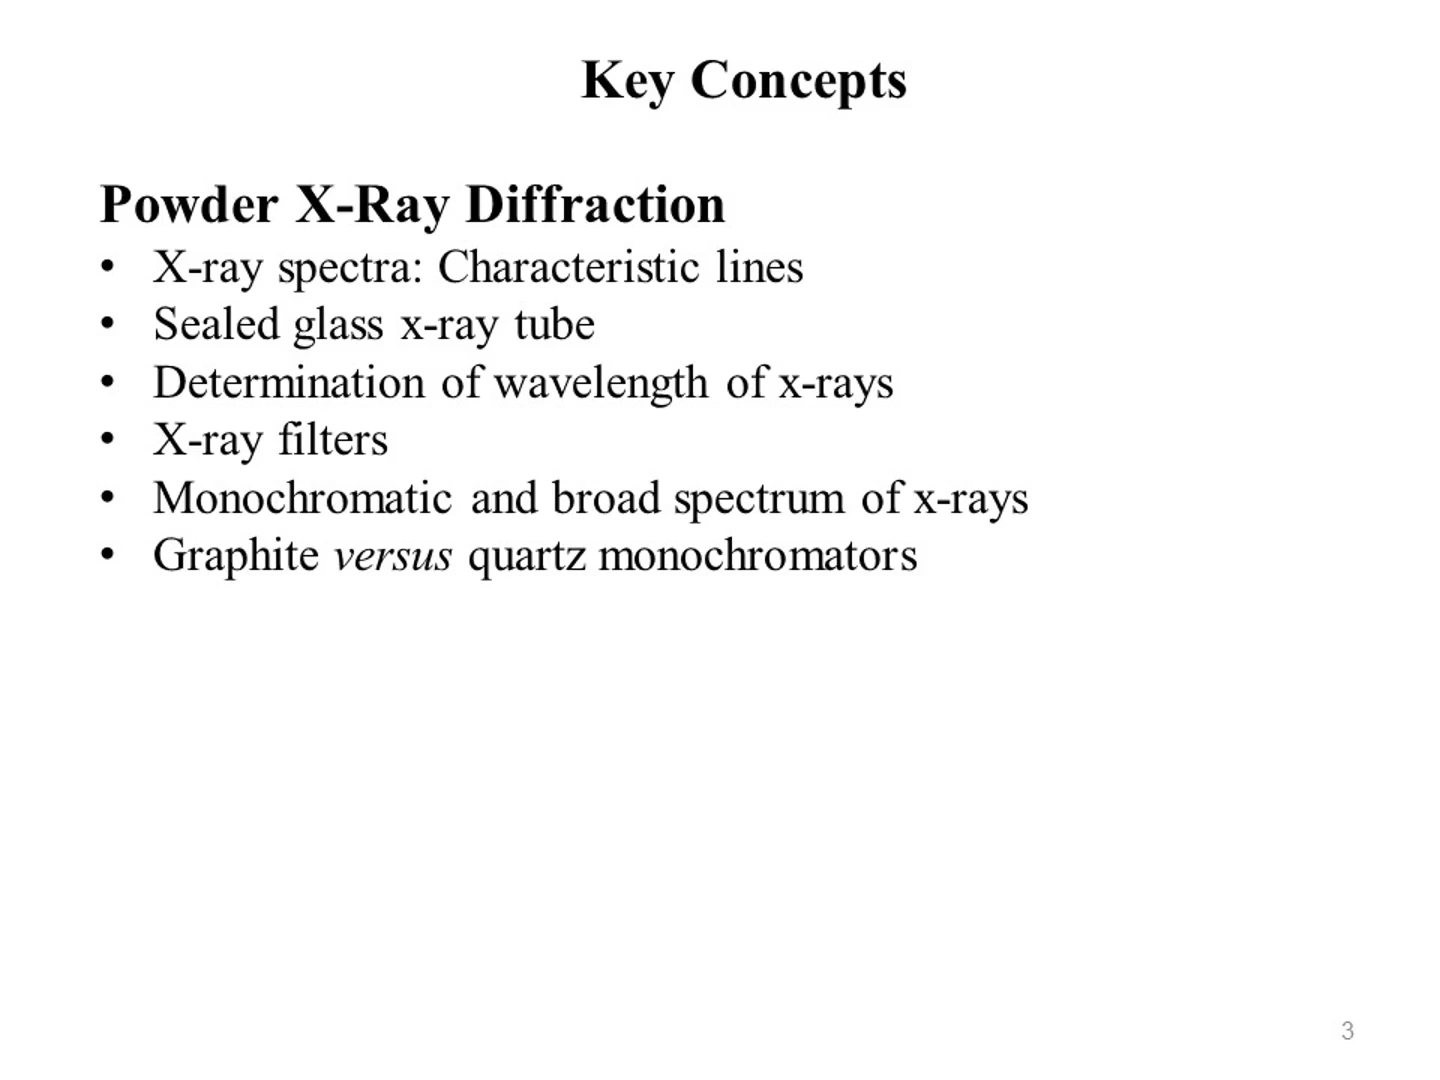 Key Concepts
Powder X-Ray Diffraction
• X-ray spectra: Characteristic lines
• Sealed glass x-ray tube
• Determination of wavelength of x-rays
• X-ray filters
• Monochromatic and broad spectrum of x-rays
• Graphite versus quartz monochromators
3